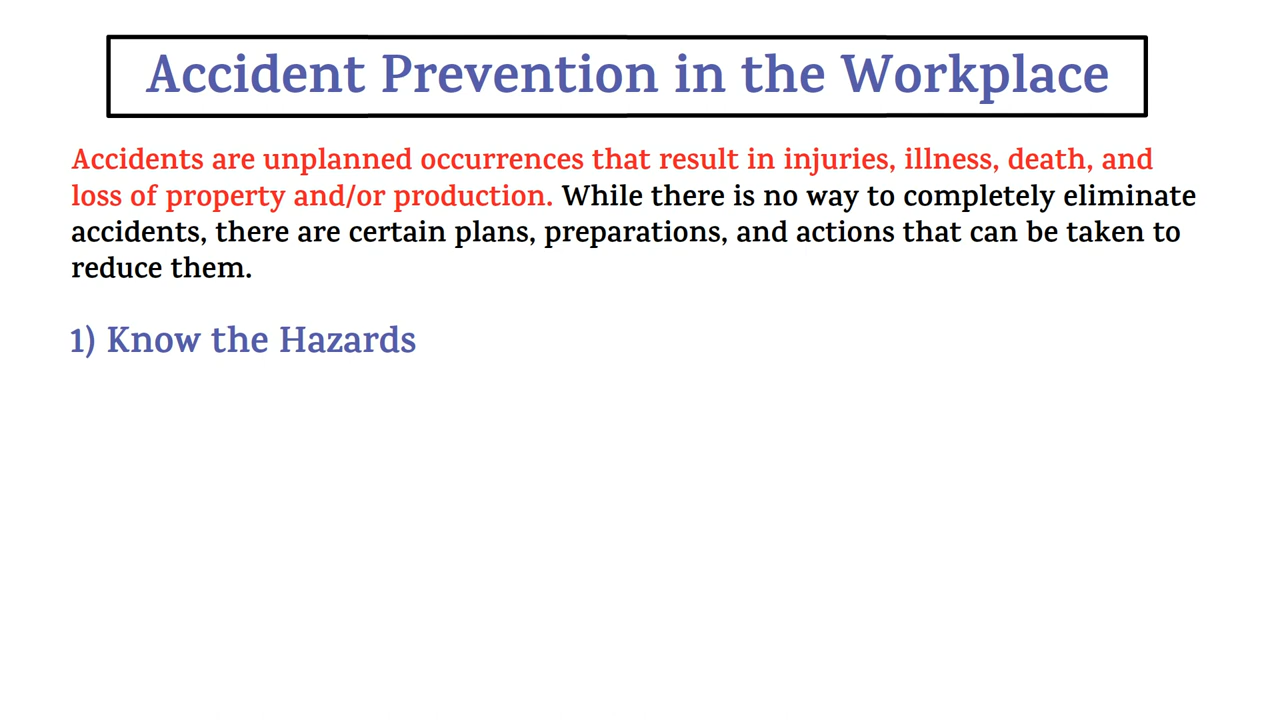 Accident Prevention in the Workplace
Accidents are unplanned occurrences that result in injuries, illness, death, and
loss of property and/or production. While there is no way to completely eliminate
accidents, there are certain plans, preparations, and actions that can be taken to
reduce them.
1) Know the Hazards